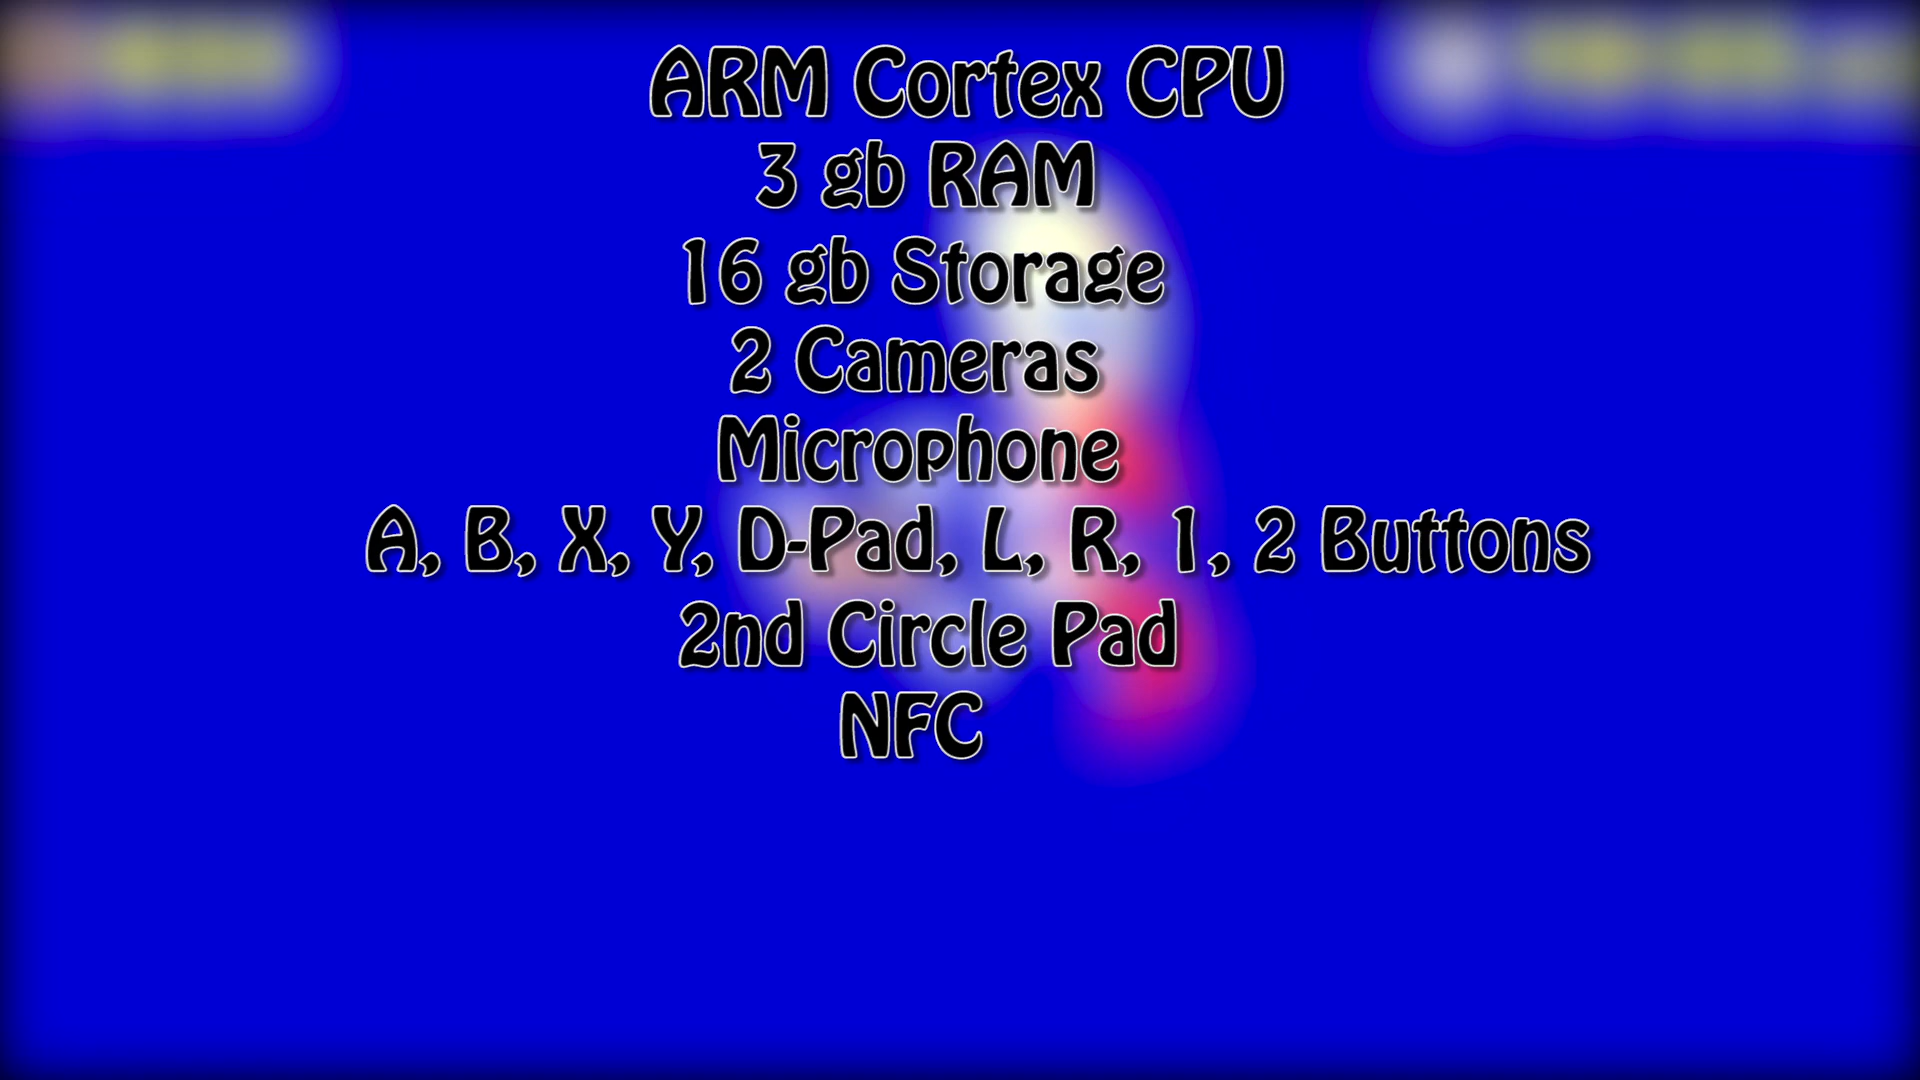 ARM Cortex CPU
3 gb RAM
16 gb Storage
2 Cameras
Microphone
A, B, X, Y, D-Pad, L, R, 1, 2 Buttons
2nd Circle Pad
NFC